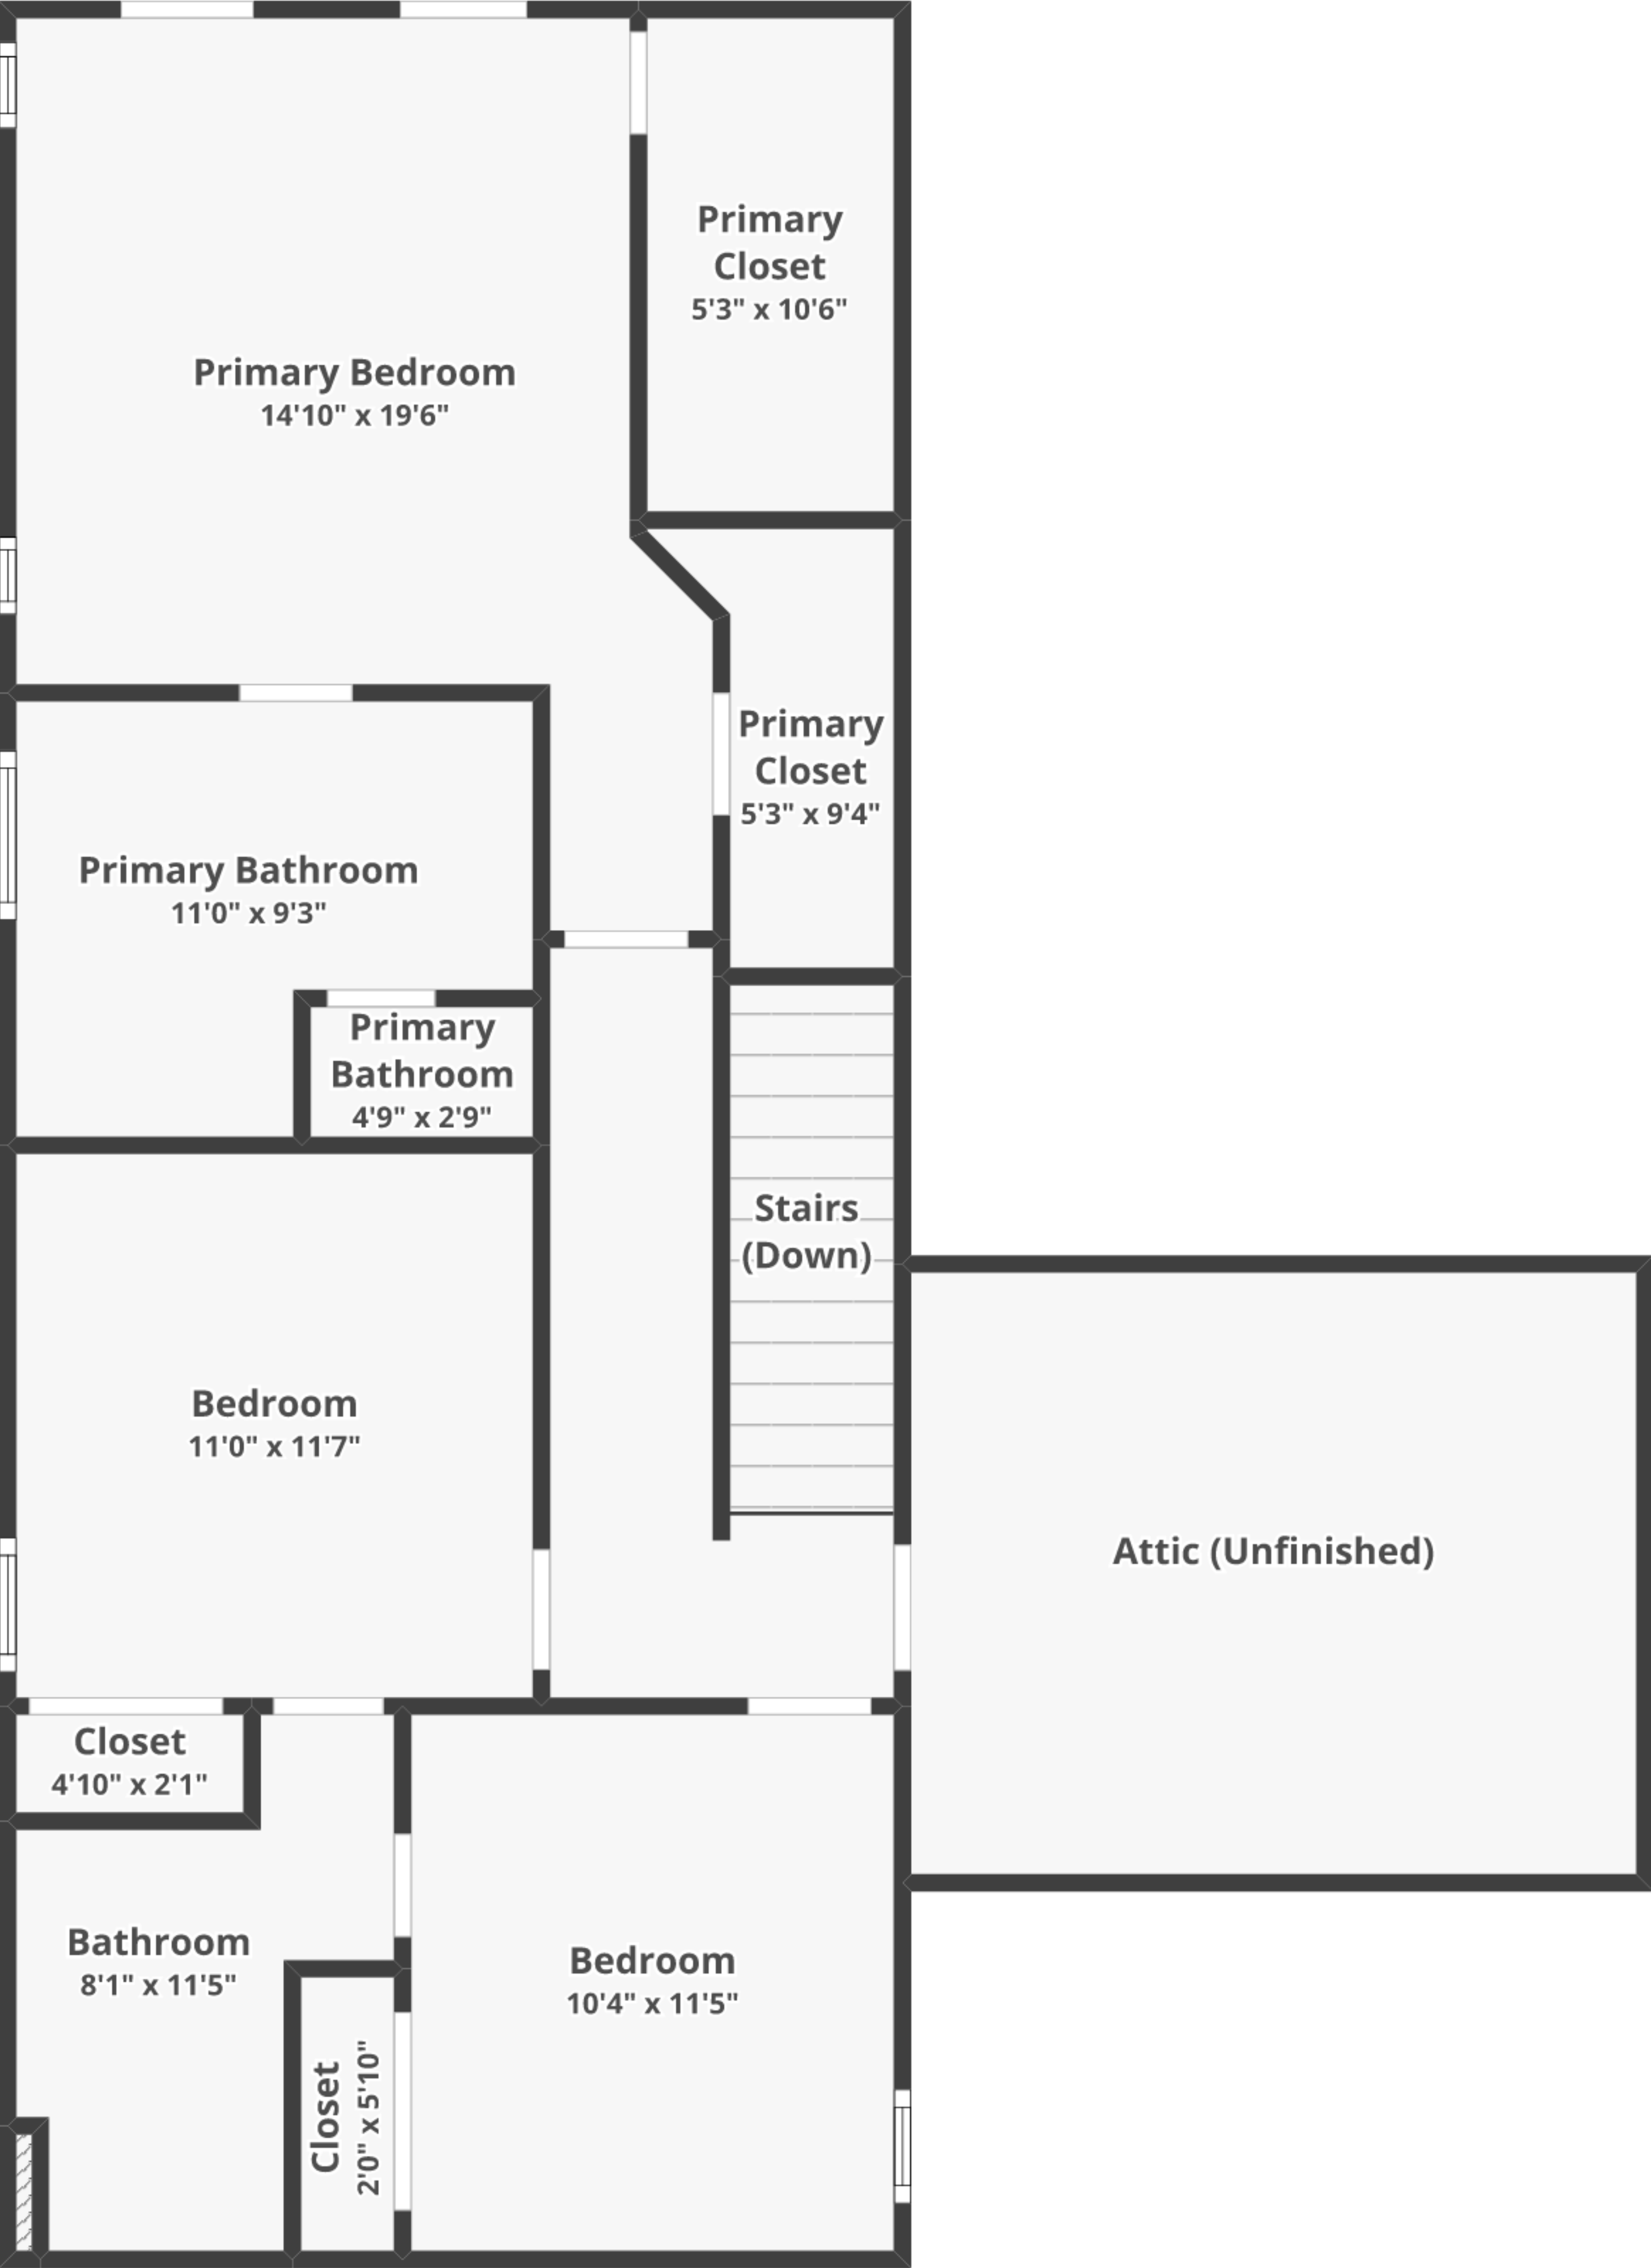 Primary
Closet
5'3" x 10'6"
Primary Bedroom
14'10" x 19'6"
Primary
Closet
5'3" x 9'4"
Primary Bathroom
11'0" x 9'3"
Primary
Bathroom
4'9" x 2'9"
Stairs
(Down)
Bedroom
11'0" x 11'7"
Attic (Unfinished)
Closet
4'10" x 2'1"
Bathroom
8'1" x 11'5"
Bedroom
10'4" x 11'5"
Closet
2'0" x 5'10"